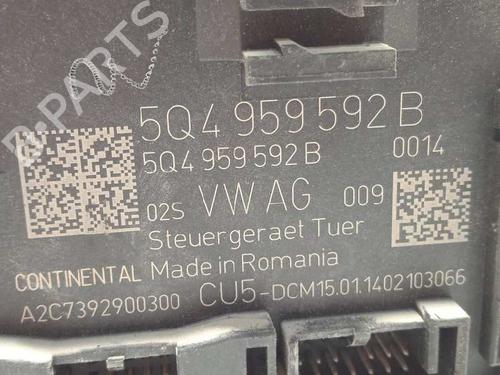 B-PARTS
5Q4 959 592 B
5Q4 959 592 B 0014
02S VW AG 009
Steuergeraet Tuer
CONTINENTAL Made in Romania
A2C7392900300 CU5-DCM15.01.1402103066